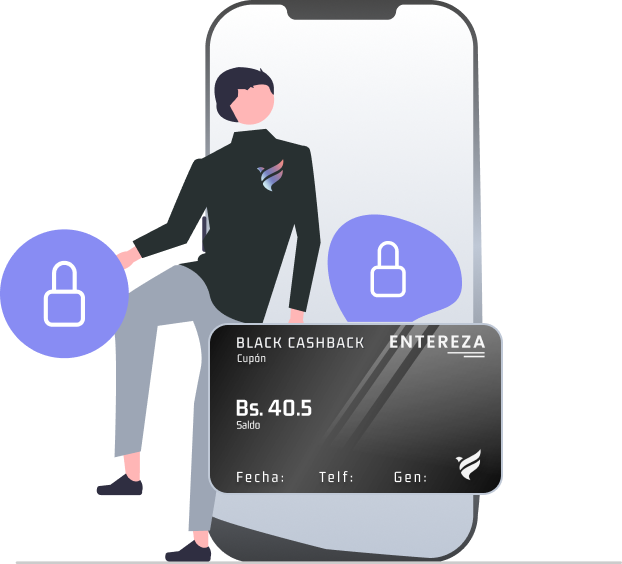 BLACK CASHBACK ENTEREZA
Cupón
Bs. 40.5
Saldo
Fecha: Telf: Gen: